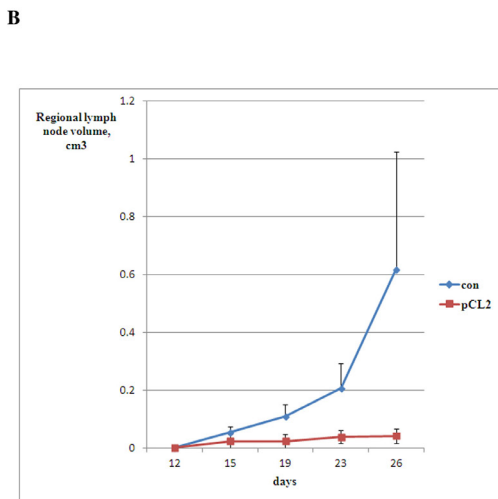 B
Regional lymph
node volume,
cm3
1.2
1
0.8
0.6
0.4
0.2
0
12 15 19 23 26
days
con
pCL2